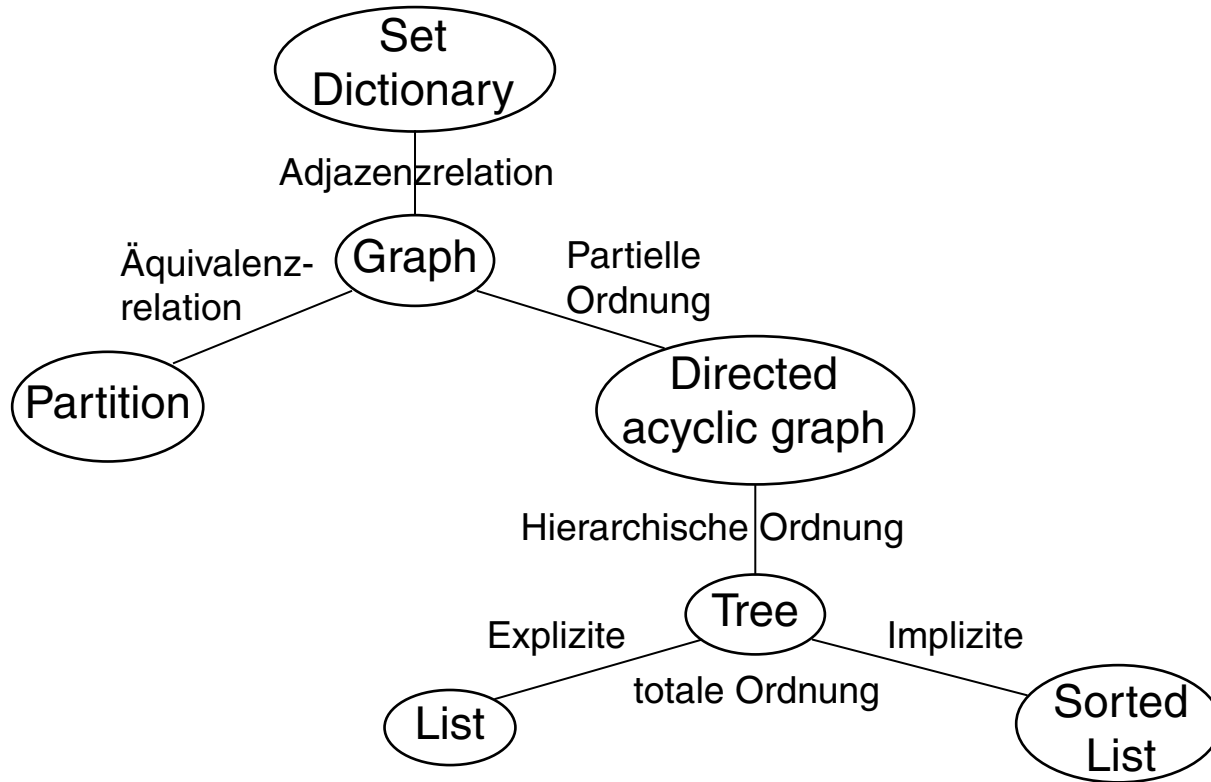 Set
Dictionary
Adjazenzrelation
Graph
Äquivalenz-
relation
Partielle
Ordnung
Partition
Directed
acyclic graph
Hierarchische Ordnung
Tree
Explizite
Implizite
totale Ordnung
List
Sorted
List